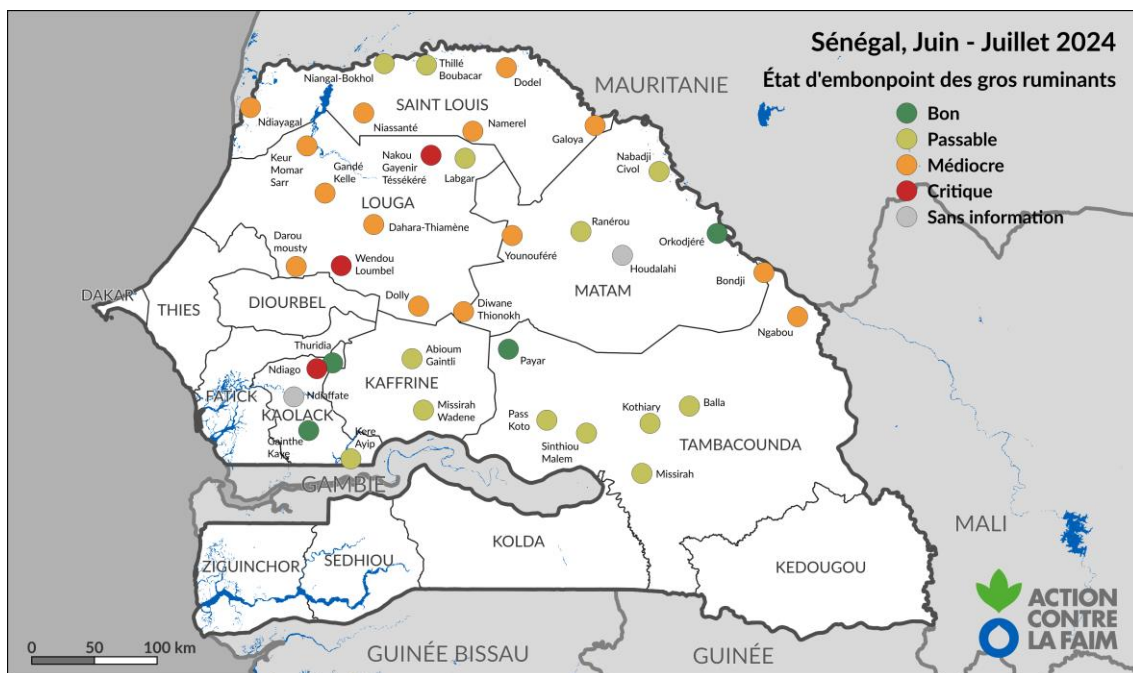 Sénégal, Juin - Juillet 2024
État d'embonpoint des gros ruminants
Bon
Passable
Médiocre
Critique
Sans information
MAURITANIE
Niangal-Bokhol
Thillé
Boubacar
Dodel
SAINT LOUIS
Ndiayagal
Niassanté
Namerel
Galoya
Keur
Momar
Sarr
Gandé
Kelle
Nakou
Gayenir
Téssékéré
Labgar
Nabadji
Civol
LOUGA
Dahara-Thiamène
Ranérou
Younouféré
Orkodjéré
Houdalahi
Darou
mousty
Wendou
Loumbel
Bondji
MATAM
DAKAR
THIES
DIOURBEL
Dolly
Diwane
Thionokh
Ngabou
Thuridia
Ndiago
Abioum
Gaintli
Payar
KAFFRINE
FATICK
Ndiaffate
KAOLACK
Missirah
Wadene
Pass
Koto
Kothiary
Balla
Sinthiou
Malem
TAMBACOUNDA
Gainthe
Kaye
Kere
Ayip
Missirah
GAMBIE
MALI
KOLDA
ZIGUINCHOR
SEDHIOU
KEDOUGOU
0 50 100 km
GUINÉE BISSAU
GUINÉE
ACTION
CONTRE
LA FAIM